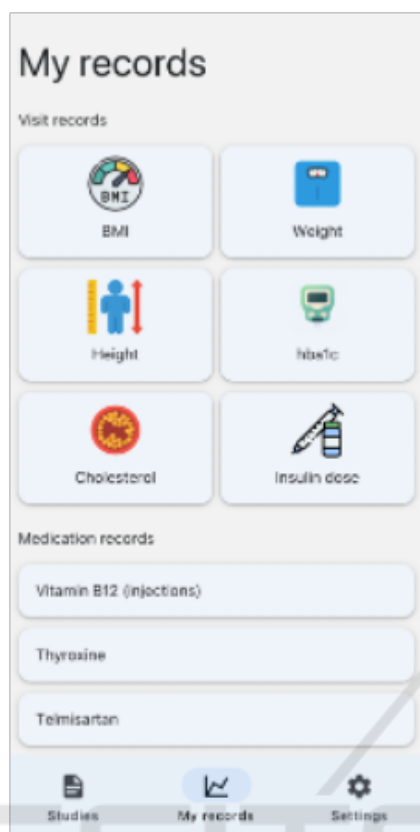 My records
Visit records
BMI
BMI
Weight
Height
hba1c
Cholesterol
Insulin dose
Medication records
Vitamin B12 (injections)
Thyroxine
Telmisartan
Studies
My records
Settings